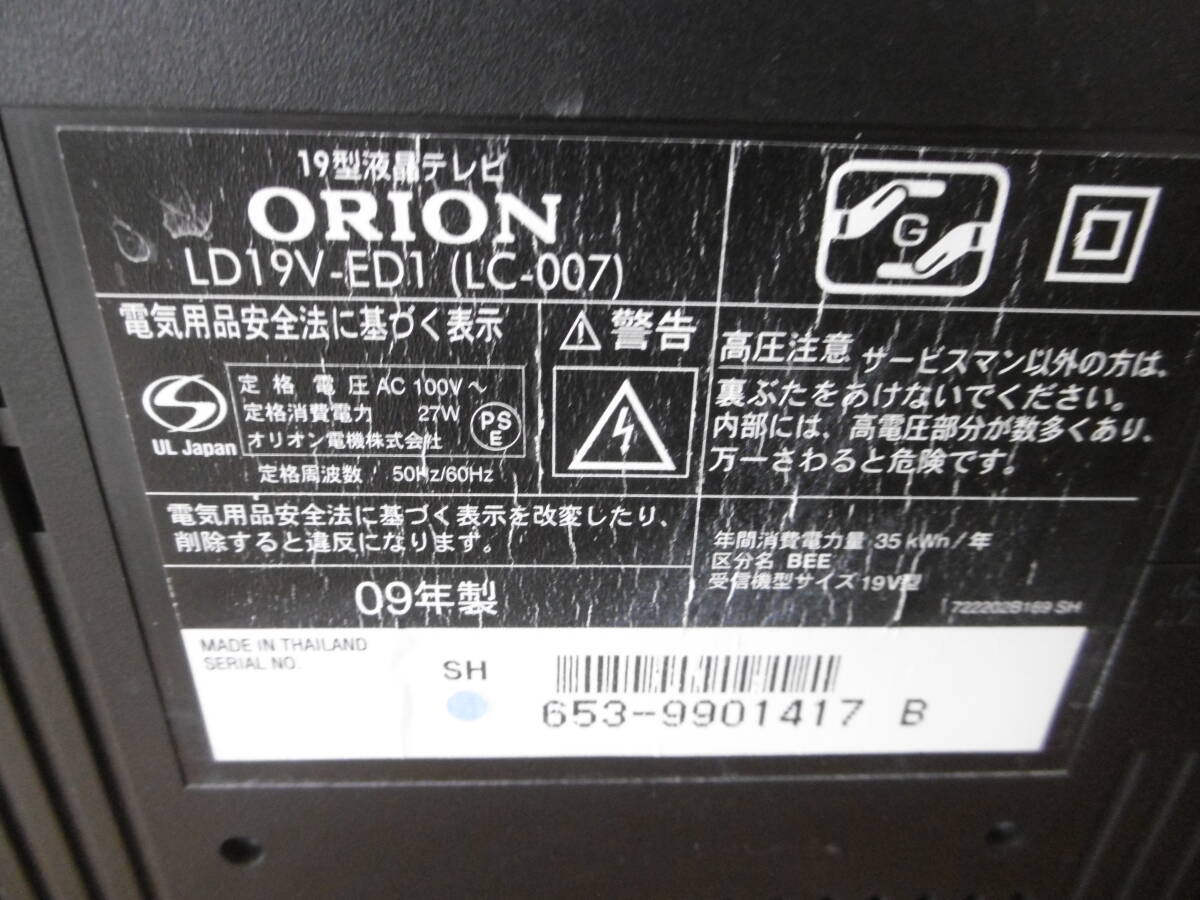 19型液晶テレビ
ORION
LD19V-ED1 (LC-007)
G
電気用品安全法に基づく表示
UL Japan
定格電圧 AC 100V～
定格消費電力 27W
オリオン電機株式会社
PS
E
定格周波数 50Hz/60Hz
警告
高圧注意 サービスマン以外の方は、
裏ぶたをあけないでください。
内部には、高電圧部分が数多くあり、
万一さわると危険です。
電気用品安全法に基づく表示を改変したり、
削除すると違反になります。
09年製
年間消費電力量 35 kWh/年
区分名 BEE
受信機型サイズ 19V型
722202B169 SH
MADE IN THAILAND
SERIAL NO.
SH
653-9901417 B